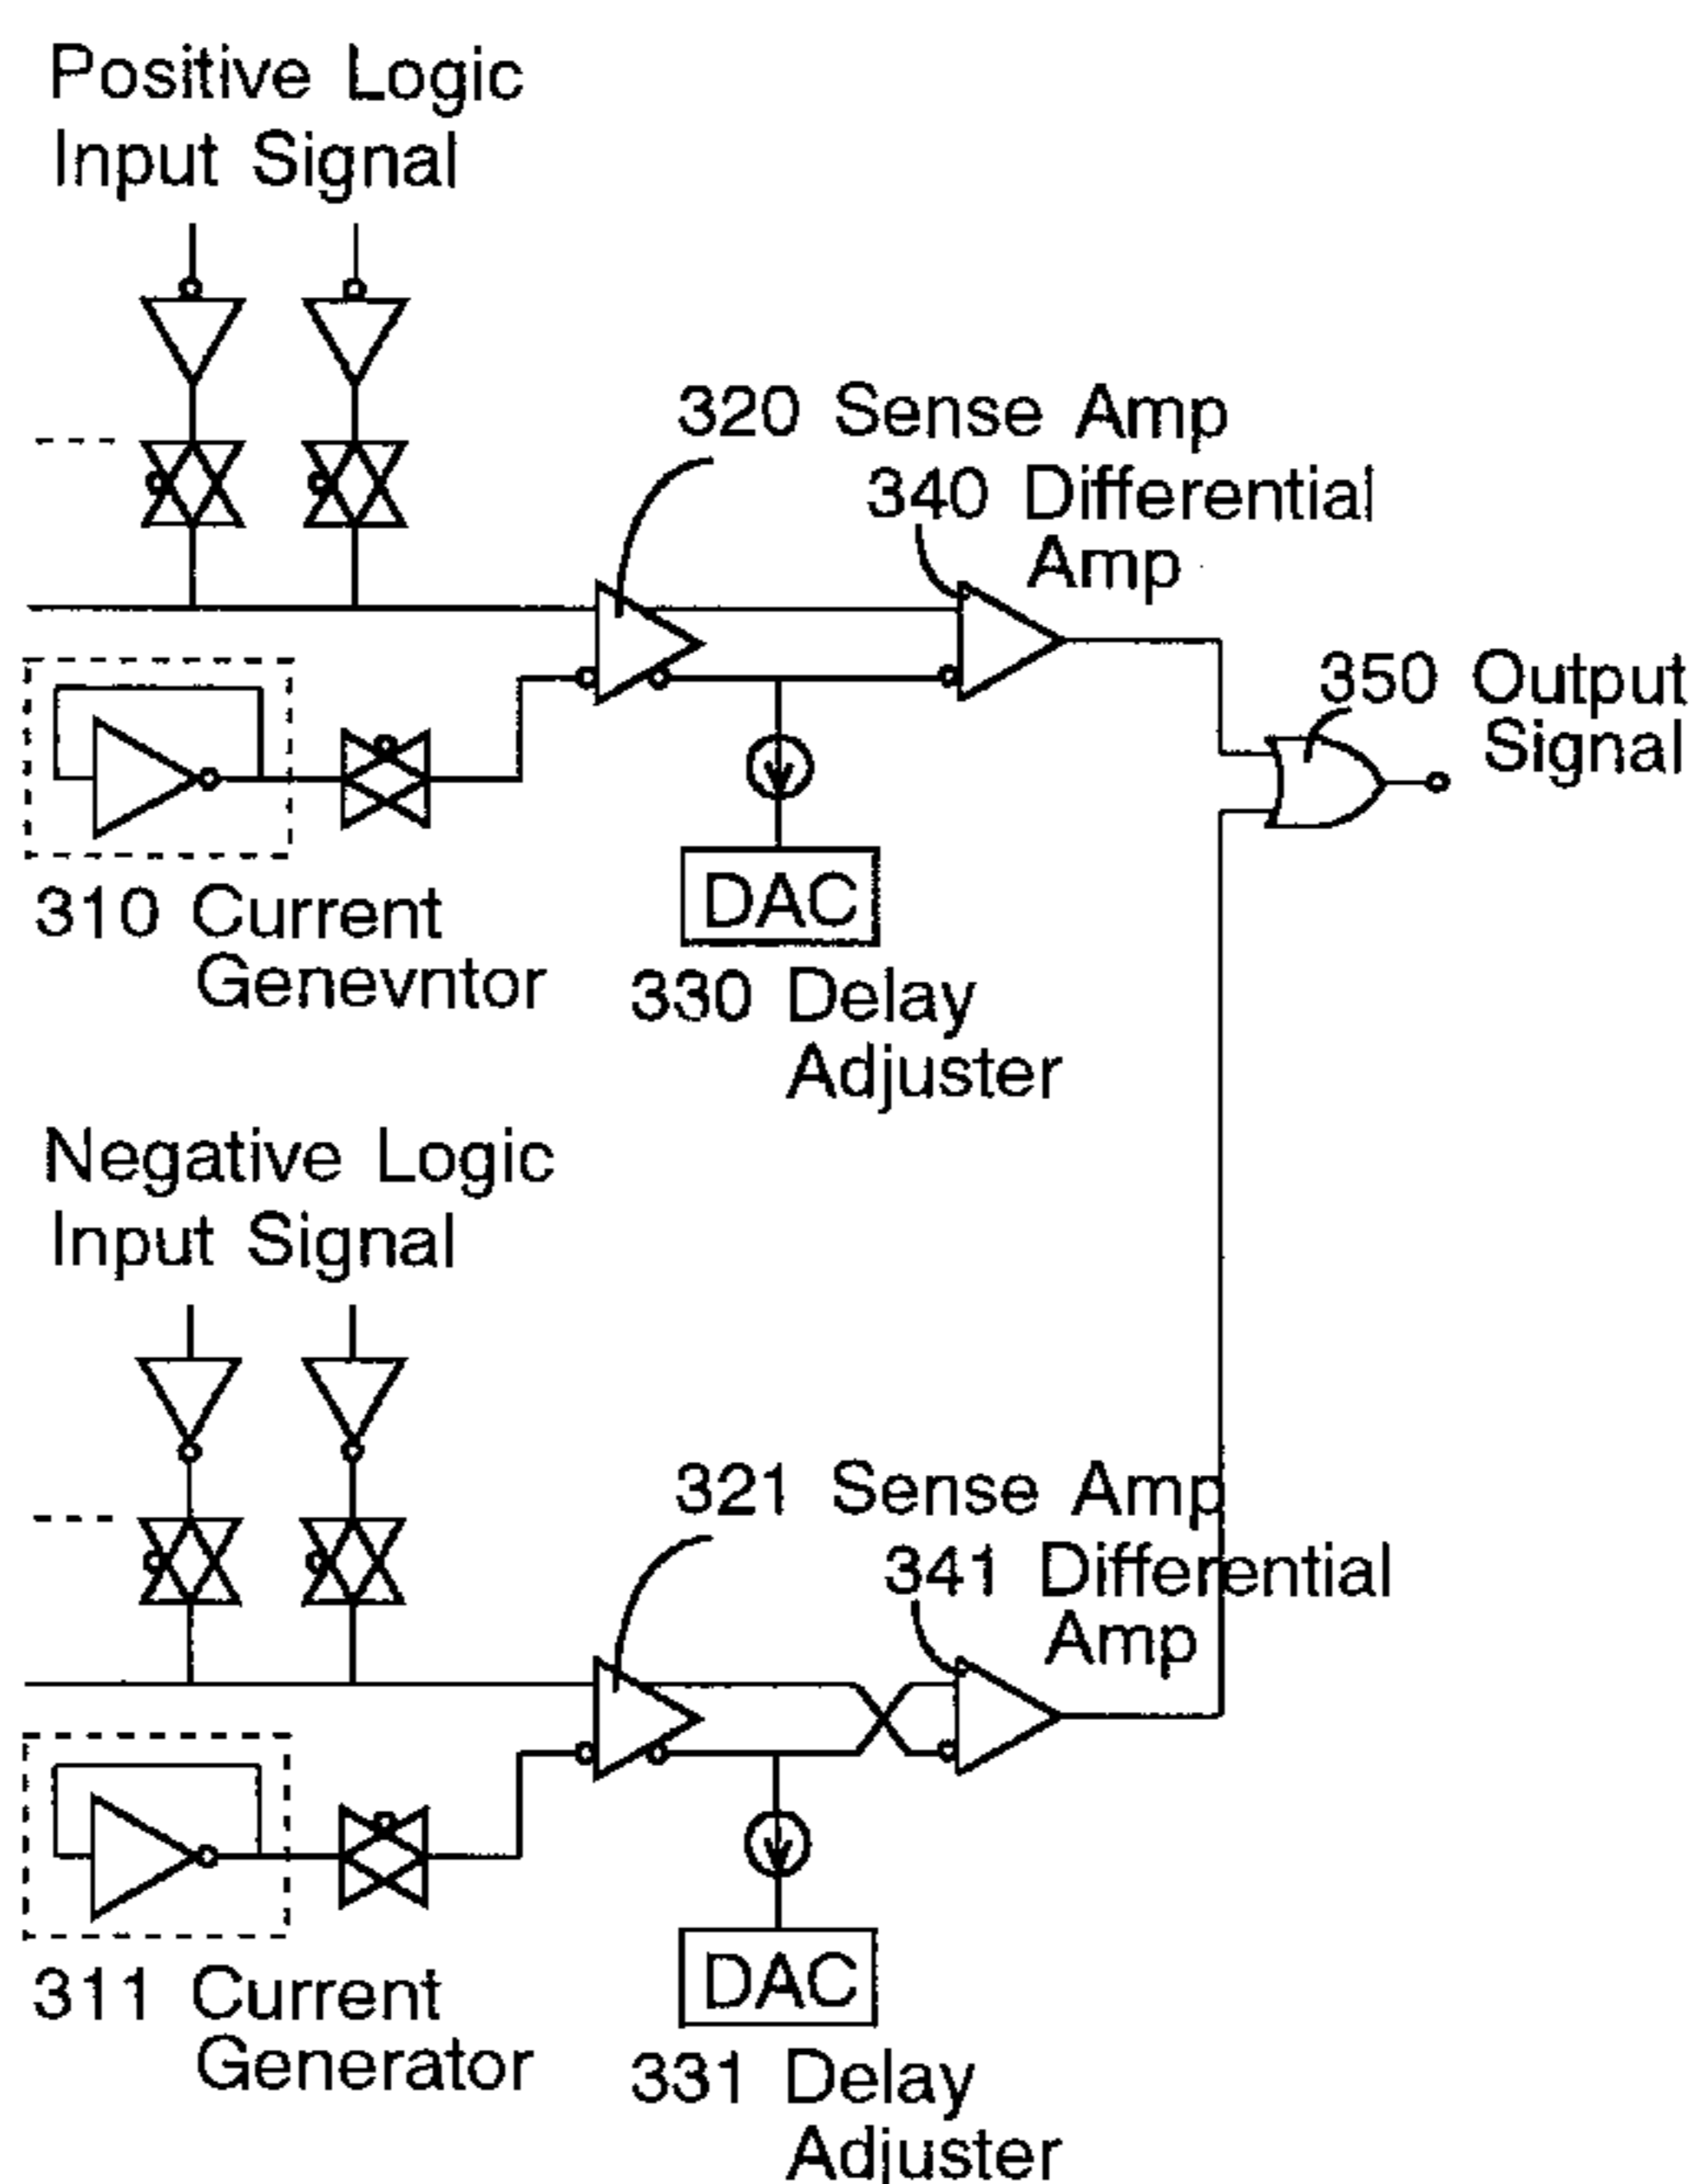 Positive Logic
Input Signal
320 Sense Amp
340 Differential
Amp
350 Output
Signal
310 Current
Genevntor
DAC
330 Delay
Adjuster
Negative Logic
Input Signal
321 Sense Amp
341 Differential
Amp
311 Current
Generator
DAC
331 Delay
Adjuster